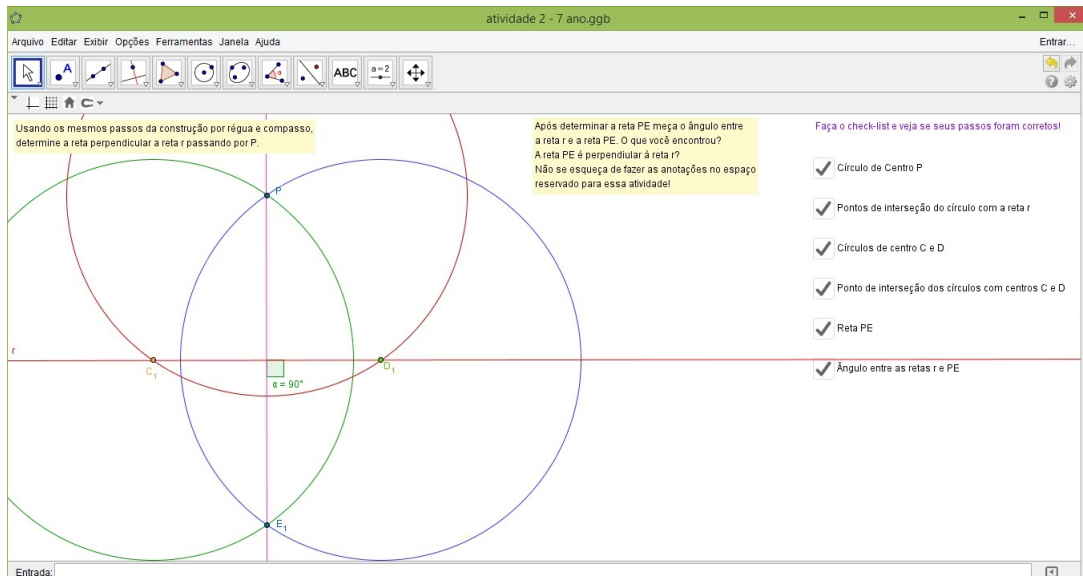 atividade 2 - 7 ano.ggb
Arquivo Editar Exibir Opções Ferramentas Janela Ajuda
Entrar...
A
ABC
a=2
Usando os mesmos passos da construção por régua e compasso,
determine a reta perpendicular a reta r passando por P.
Após determinar a reta PE meça o ângulo entre
a reta r e a reta PE. O que você encontrou?
A reta PE é perpendiular á reta r?
Não se esqueça de fazer as anotações no espaço
reservado para essa atividade!
Faça o check-list e veja se seus passos foram corretos!
Círculo de Centro P
Pontos de interseção do círculo com a reta r
Círculos de centro C e D
Ponto de interseção dos círculos com centros C e D
Reta PE
Ângulo entre as retas r e PE
P
r
C₁
D₁
α = 90°
E₁
Entrada: